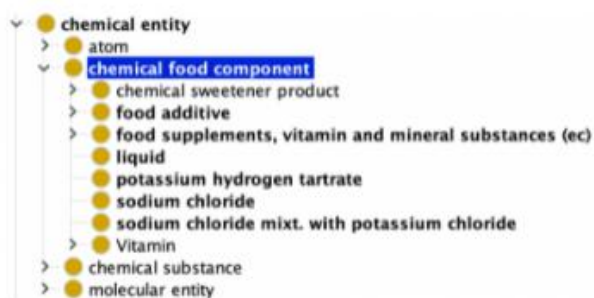 chemical entity
atom
chemical food component
chemical sweetener product
food additive
food supplements, vitamin and mineral substances (ec)
liquid
potassium hydrogen tartrate
sodium chloride
sodium chloride mixt. with potassium chloride
Vitamin
chemical substance
molecular entity